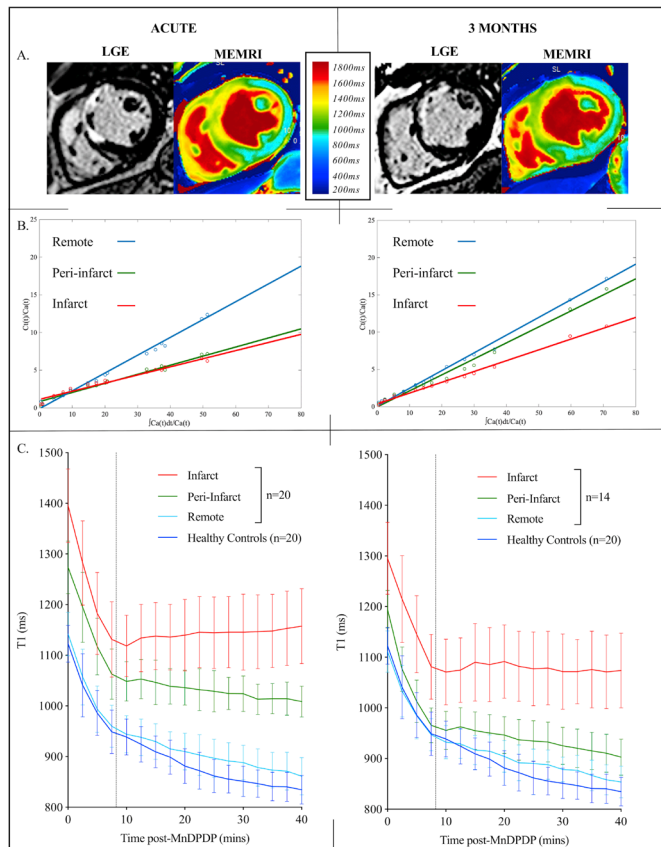 ACUTE
3 MONTHS
LGE
MEMRI
LGE
MEMRI
A.
SL
10
0
1800ms
1600ms
1400ms
1200ms
1000ms
800ms
600ms
400ms
200ms
SL
10
B.
25
20
15
10
5
0
Ct(t)/Ca(t)
Remote
Peri-infarct
Infarct
0 10 20 30 40 50 60 70 80
∫Ca(t)dt/Ca(t)
25
20
15
10
5
0
Ct(t)/Ca(t)
Remote
Peri-infarct
Infarct
0 10 20 30 40 50 60 70 80
∫Ca(t)dt/Ca(t)
C.
1500
1400
1300
1200
1100
1000
900
800
T1 (ms)
Infarct
Peri-Infarct
Remote
n=20
Healthy Controls (n=20)
0 10 20 30 40
Time post-MnDPDP (mins)
1500
1400
1300
1200
1100
1000
900
800
T1 (ms)
Infarct
Peri-Infarct
Remote
n=14
Healthy Controls (n=20)
0 10 20 30 40
Time post-MnDPDP (mins)